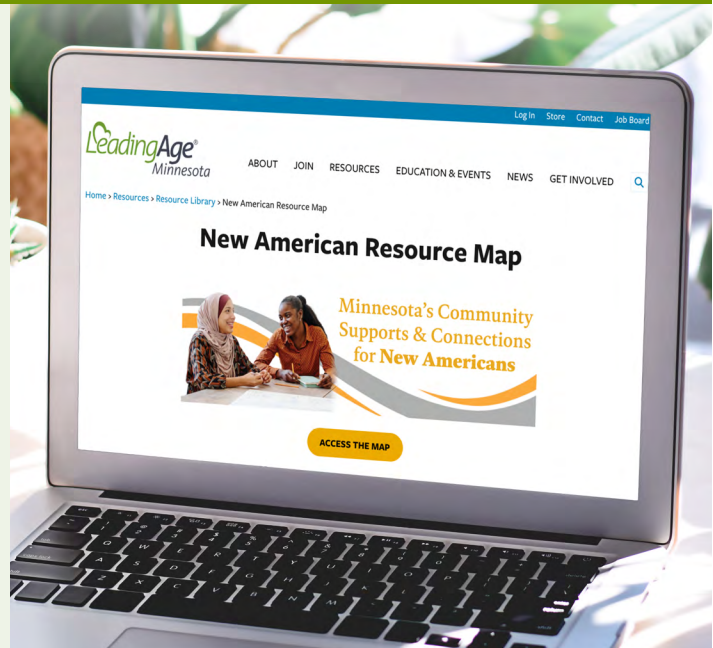 Log In Store Contact Job Board
LeadingAge®
Minnesota
ABOUT JOIN RESOURCES EDUCATION & EVENTS NEWS GET INVOLVED
Home > Resources > Resource Library > New American Resource Map
New American Resource Map
Minnesota's Community
Supports & Connections
for New Americans
ACCESS THE MAP